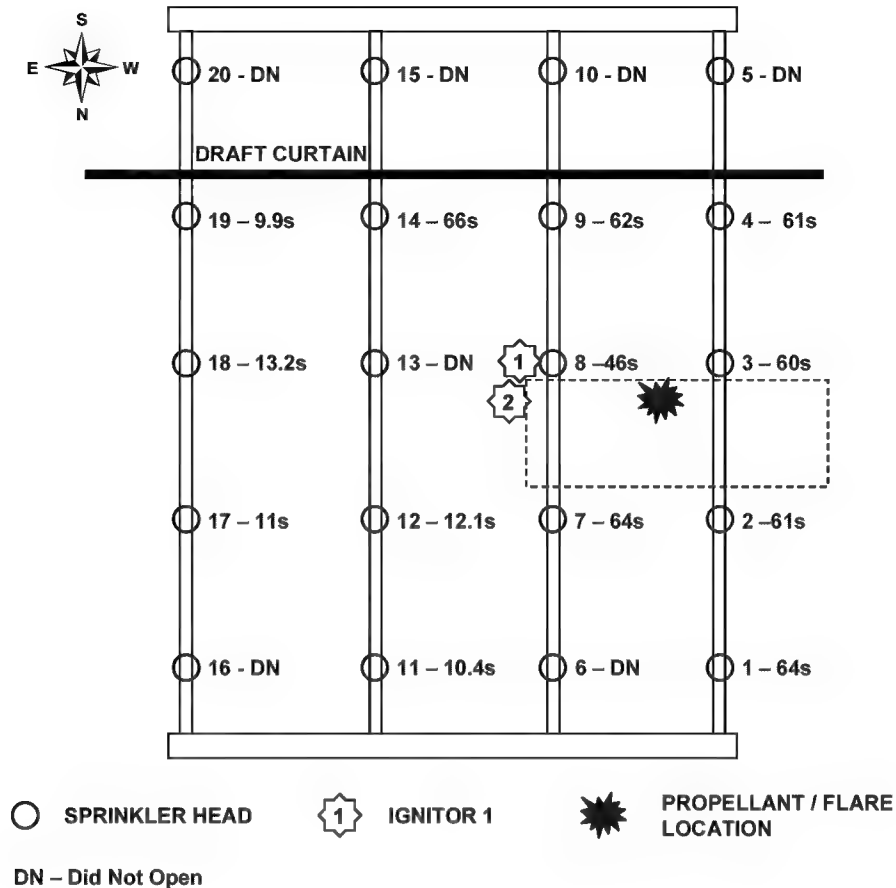 S
E W
N
20 - DN 15 - DN 10 - DN 5 - DN
DRAFT CURTAIN
19 – 9.9s 14 – 66s 9 – 62s 4 – 61s
18 – 13.2s 13 – DN 1 8 –46s 3 – 60s
2
17 – 11s 12 – 12.1s 7 – 64s 2 –61s
16 - DN 11 – 10.4s 6 – DN 1 – 64s
SPRINKLER HEAD 1 IGNITOR 1 PROPELLANT / FLARE
LOCATION
DN – Did Not Open